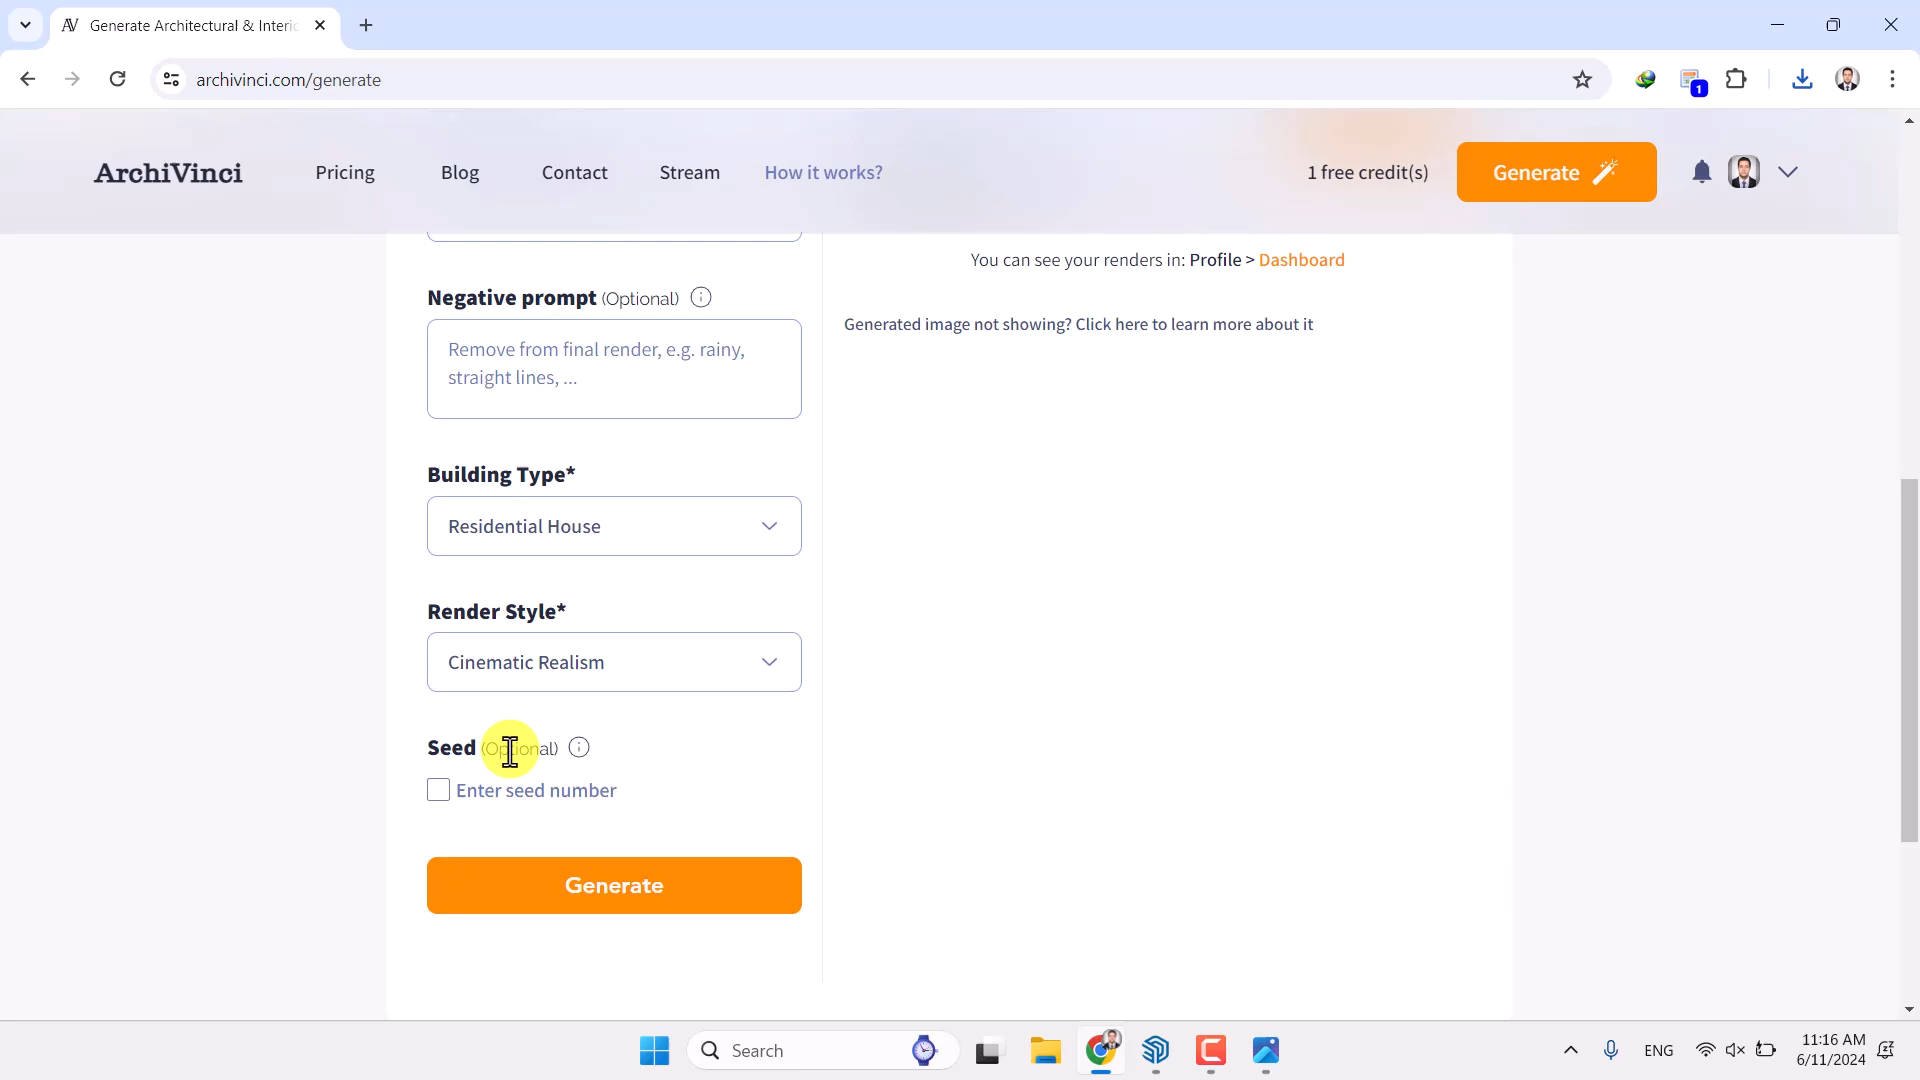 Generate Architectural & Interic
archivinci.com/generate
1
ArchiVinci
Pricing
Blog
Contact
Stream
How it works?
1 free credit(s)
Generate
You can see your renders in: Profile > Dashboard
Generated image not showing? Click here to learn more about it
Negative prompt (Optional)
Remove from final render, e.g. rainy,
straight lines, ...
Building Type*
Residential House
Render Style*
Cinematic Realism
Seed (Optional)
Enter seed number
Generate
Search
ENG
11:16 AM
6/11/2024